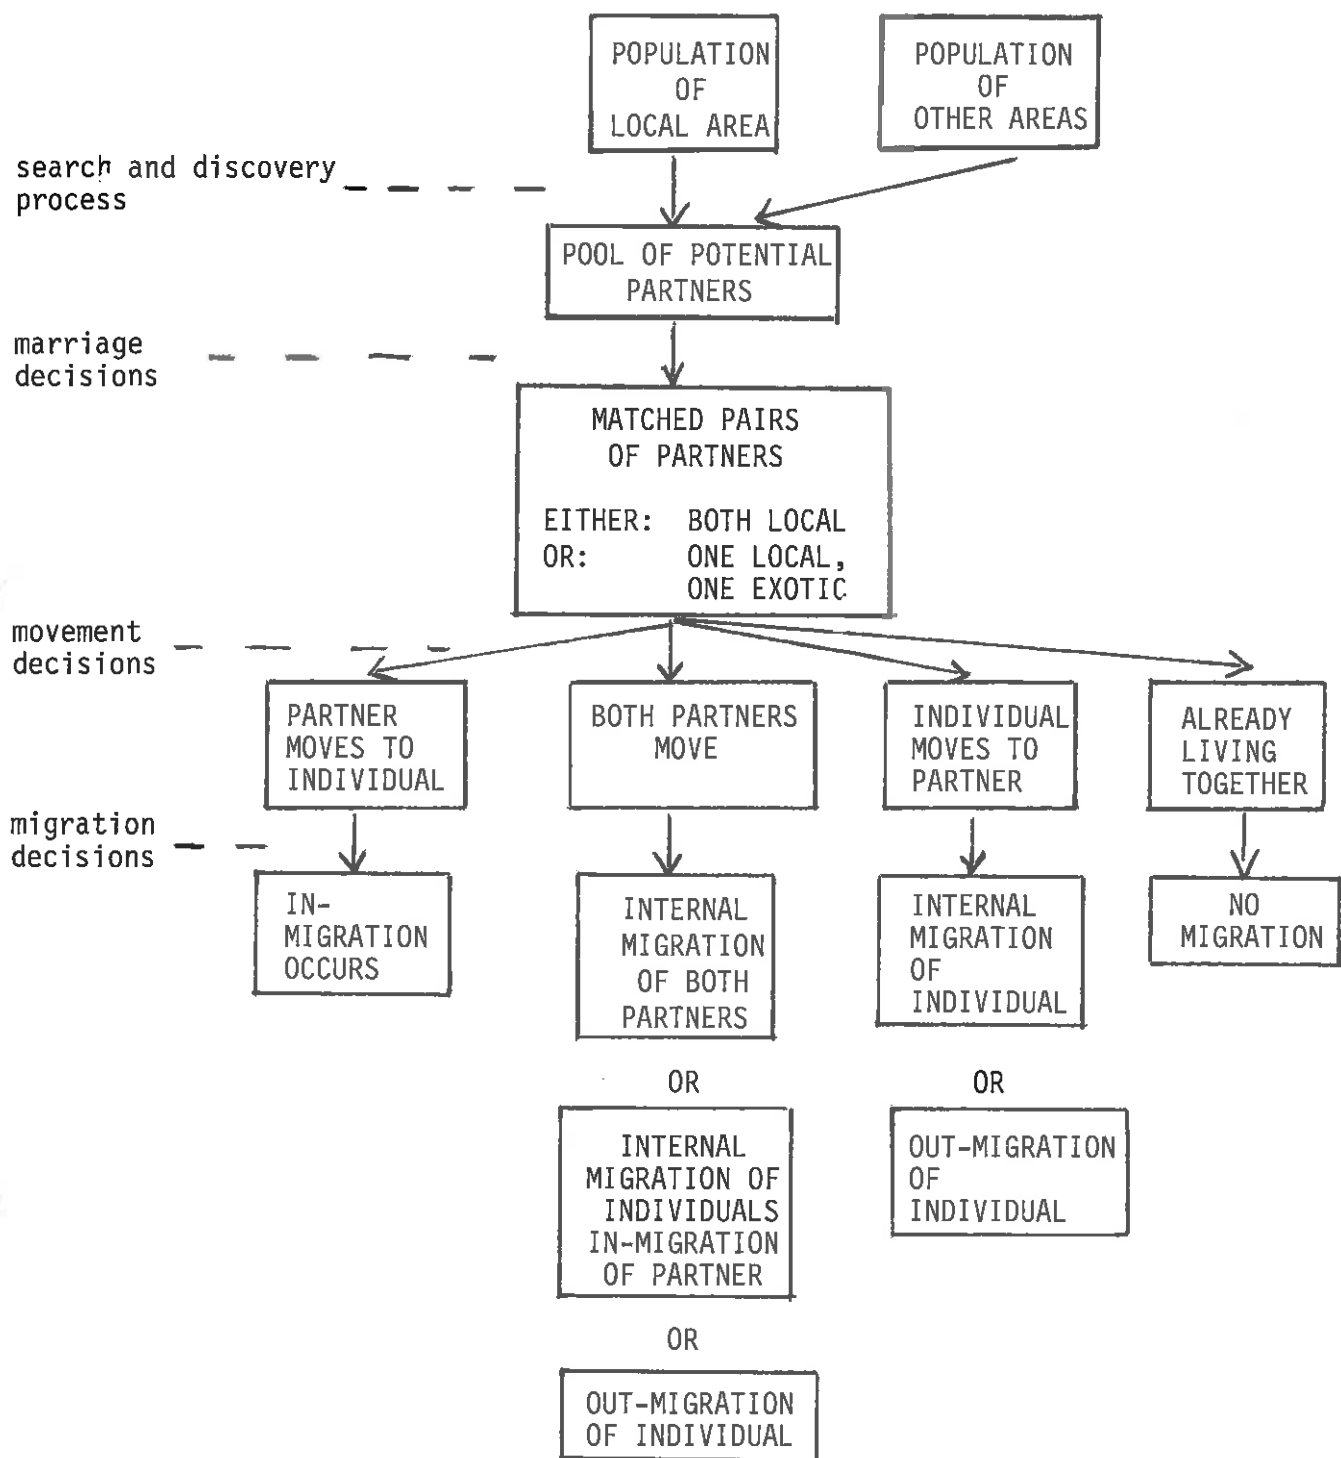 POPULATION
OF
LOCAL AREA
POPULATION
OF
OTHER AREAS
search and discovery
process
POOL OF POTENTIAL
PARTNERS
marriage
decisions
MATCHED PAIRS
OF PARTNERS
EITHER: BOTH LOCAL
OR: ONE LOCAL,
ONE EXOTIC
movement
decisions
PARTNER
MOVES TO
INDIVIDUAL
BOTH PARTNERS
MOVE
INDIVIDUAL
MOVES TO
PARTNER
ALREADY
LIVING
TOGETHER
migration
decisions
IN-
MIGRATION
OCCURS
INTERNAL
MIGRATION
OF BOTH
PARTNERS
INTERNAL
MIGRATION
OF
INDIVIDUAL
NO
MIGRATION
OR
OR
INTERNAL
MIGRATION OF
INDIVIDUALS
IN-MIGRATION
OF PARTNER
OUT-MIGRATION
OF
INDIVIDUAL
OR
OUT-MIGRATION
OF INDIVIDUAL